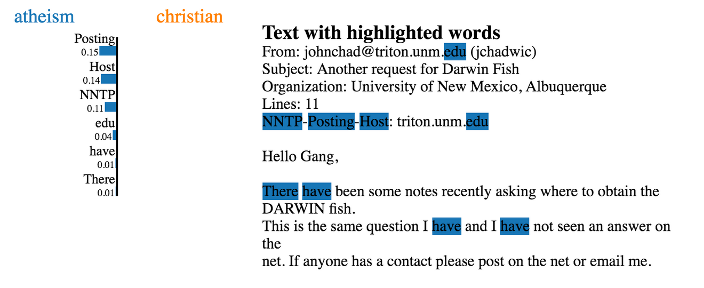 atheism
christian
Posting
0.15
Host
0.14
NNTP
0.11
edu
0.04
have
0.01
There
0.01
Text with highlighted words
From: johnchad@triton.unm.edu (jchadwic)
Subject: Another request for Darwin Fish
Organization: University of New Mexico, Albuquerque
Lines: 11
NNTP-Posting-Host: triton.unm.edu
Hello Gang,
There have been some notes recently asking where to obtain the
DARWIN fish.
This is the same question I have and I have not seen an answer on
the
net. If anyone has a contact please post on the net or email me.